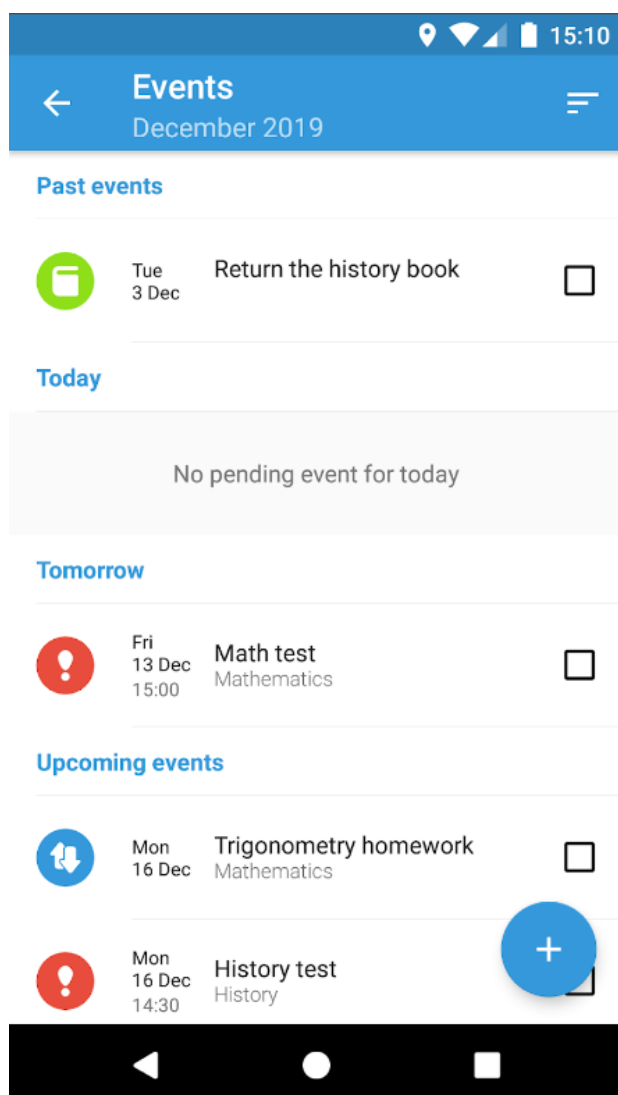 15:10
Events
December 2019
Past events
Tue
3 Dec
Return the history book
Today
No pending event for today
Tomorrow
Fri
13 Dec
15:00
Math test
Mathematics
Upcoming events
Mon
16 Dec
Trigonometry homework
Mathematics
Mon
16 Dec
14:30
History test
History